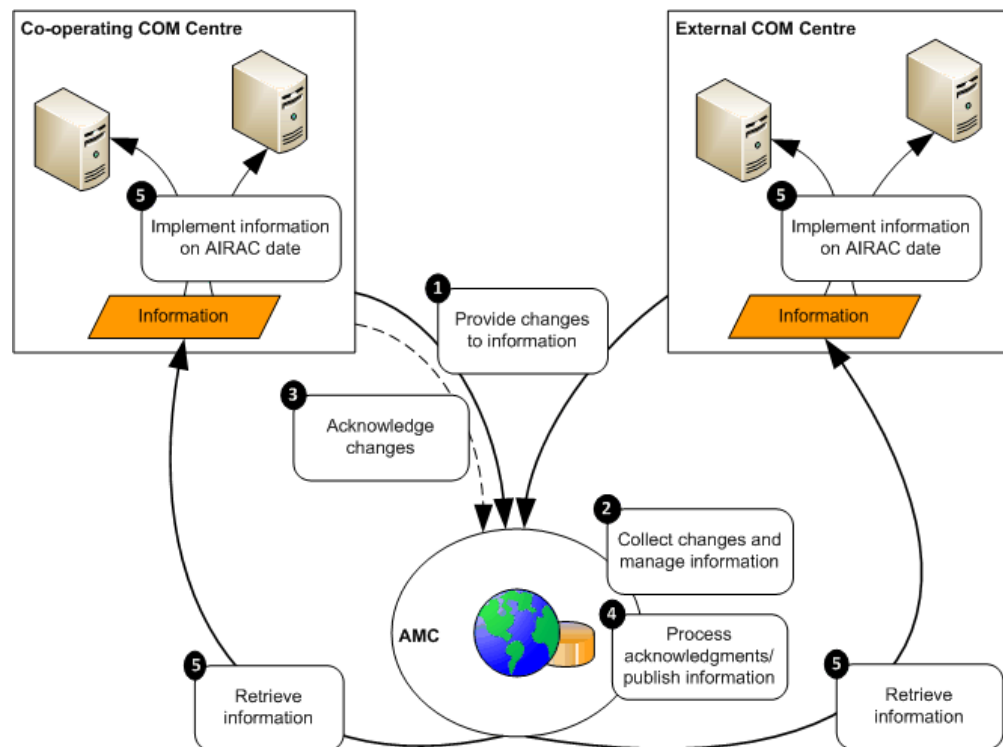 Co-operating COM Centre
External COM Centre
5
Implement information
on AIRAC date
5
Implement information
on AIRAC date
Information
Information
1
Provide changes
to information
3
Acknowledge
changes
2
Collect changes and
manage information
AMC
4
Process
acknowledgments/
publish information
5
Retrieve
information
5
Retrieve
information